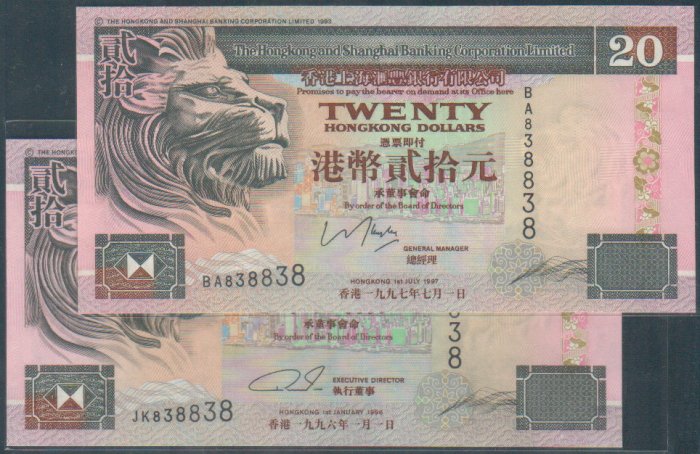 © THE HONGKONG AND SHANGHAI BANKING CORPORATION LIMITED 1993
貳拾
The Hongkong and Shanghai Banking Corporation Limited
20
香港上海滙豐銀行有限公司
Promises to pay the bearer on demand at its Office here
TWENTY
HONGKONG DOLLARS
憑票即付
港幣貳拾元
承董事會命
By order of the Board of Directors
BA838838
GENERAL MANAGER
總經理
BA838838
HONGKONG 1ST JULY 1997
香港一九九七年七月一日
© THE HONGK
貳拾
承董事會命
By order of the Board of Directors
38
EXECUTIVE DIRECTOR
執行董事
JK838838
HONGKONG 1ST JANUARY 1996
香港一九九六年一月一日